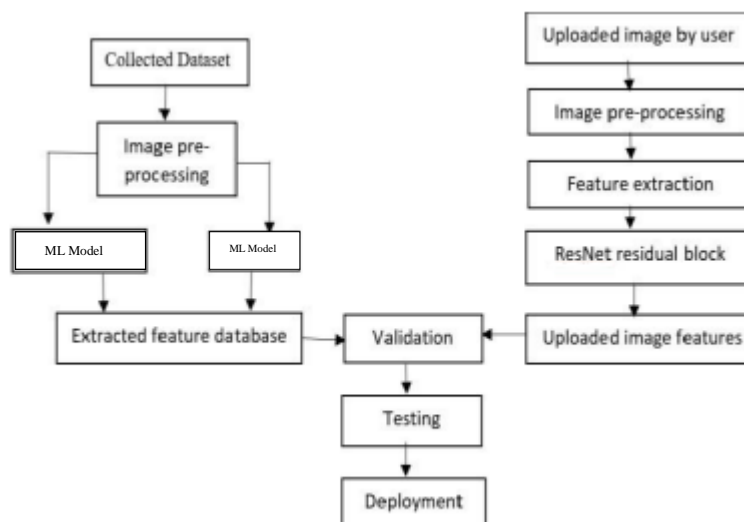 Collected Dataset
Image pre-
processing
ML Model
ML Model
Extracted feature database
Validation
Testing
Deployment
Uploaded image by user
Image pre-processing
Feature extraction
ResNet residual block
Uploaded image features